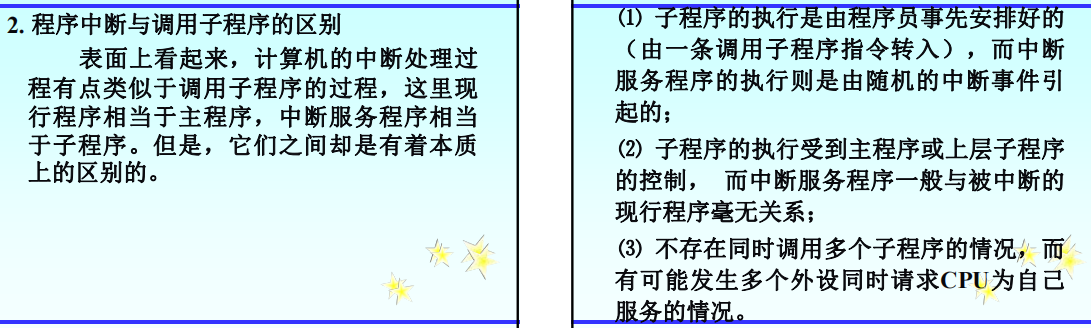 2. 程序中断与调用子程序的区别
表面上看起来，计算机的中断处理过
程有点类似于调用子程序的过程，这里现
行程序相当于主程序，中断服务程序相当
于子程序。但是，它们之间却是有着本质
上的区别的。
⑴ 子程序的执行是由程序员事先安排好的
（由一条调用子程序指令转入），而中断
服务程序的执行则是由随机的中断事件引
起的；
⑵ 子程序的执行受到主程序或上层子程序
的控制， 而中断服务程序一般与被中断的
现行程序毫无关系；
⑶ 不存在同时调用多个子程序的情况，而
有可能发生多个外设同时请求CPU为自己
服务的情况。